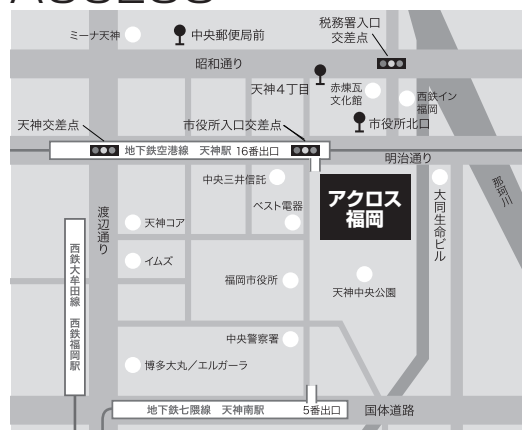 ACCESS
ミーナ天神
中央郵便局前
税務署入口
交差点
昭和通り
天神4丁目
赤煉瓦
文化館
西鉄イン
福岡
天神交差点
市役所入口交差点
市役所北口
地下鉄空港線　天神駅 16番出口
明治通り
中央三井信託
ベスト電器
アクロス
福岡
大同生命ビル
那珂川
渡辺通り
天神コア
イムズ
福岡市役所
天神中央公園
西鉄大牟田線　西鉄福岡駅
中央警察署
博多大丸／エルガーラ
地下鉄七隈線　天神南駅
5番出口
国体道路